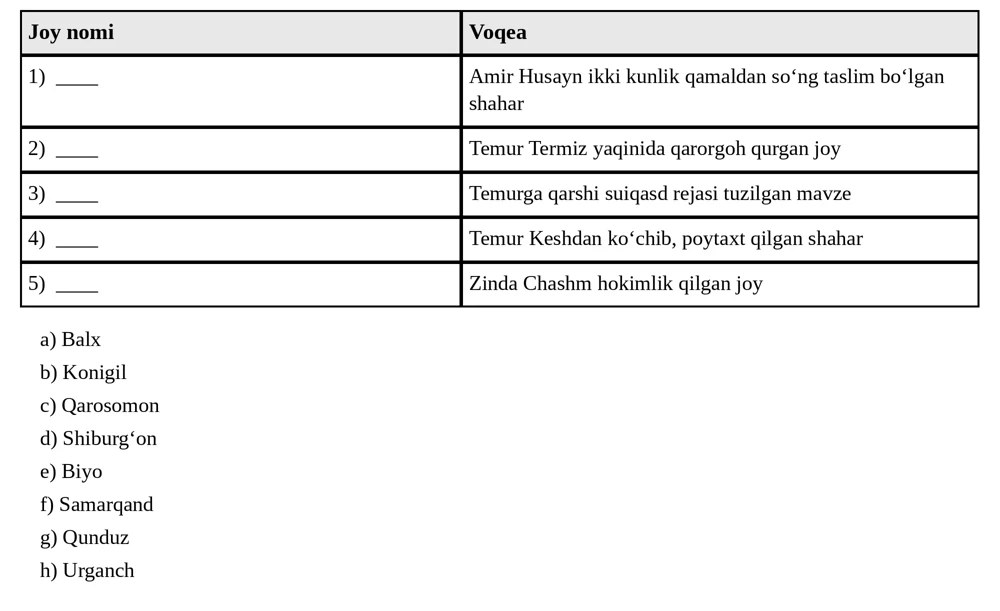 Joy nomi Voqea
1) ____ Amir Husayn ikki kunlik qamaldan so‘ng taslim bo‘lgan
shahar
2) ____ Temur Termiz yaqinida qarorgoh qurgan joy
3) ____ Temurga qarshi suiqasd rejasi tuzilgan mavze
4) ____ Temur Keshdan ko‘chib, poytaxt qilgan shahar
5) ____ Zinda Chashm hokimlik qilgan joy
a) Balx
b) Konigil
c) Qarosomon
d) Shiburg‘on
e) Biyo
f) Samarqand
g) Qunduz
h) Urganch